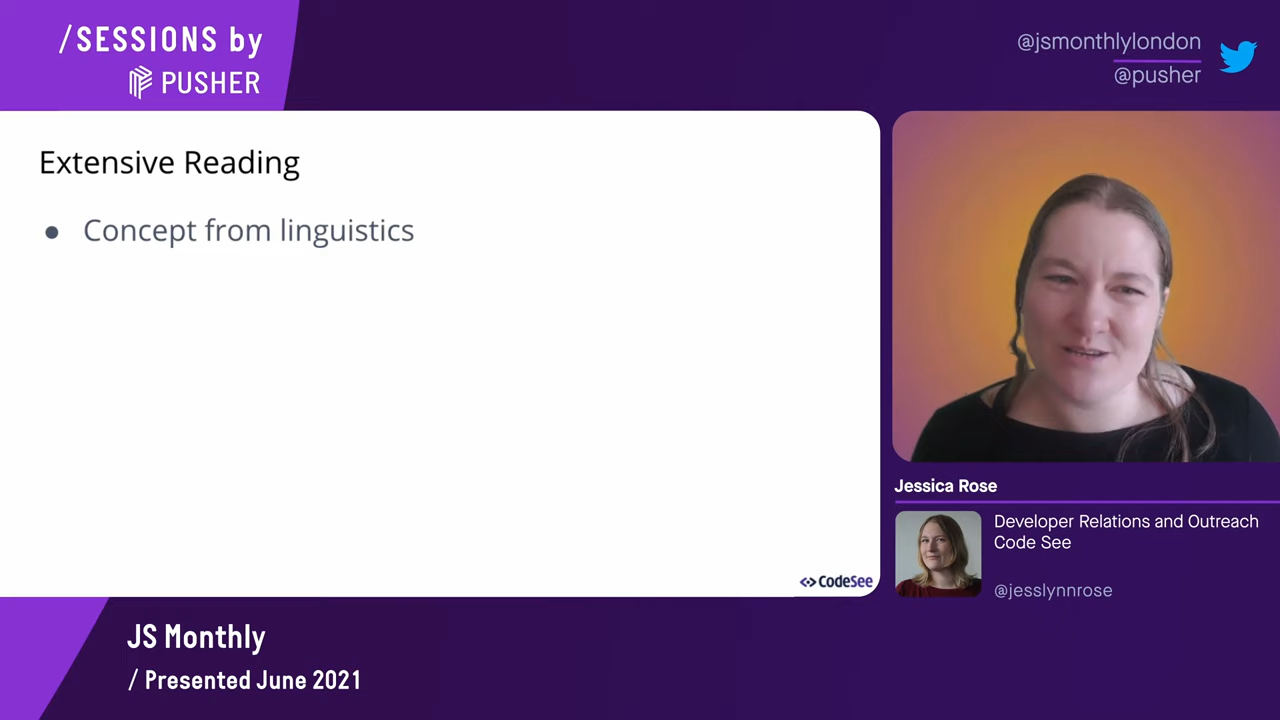 /SESSIONS by
PUSHER
@jsmonthlylondon
@pusher
Extensive Reading
● Concept from linguistics
CodeSee
Jessica Rose
Developer Relations and Outreach
Code See
@jesslynnrose
JS Monthly
/ Presented June 2021